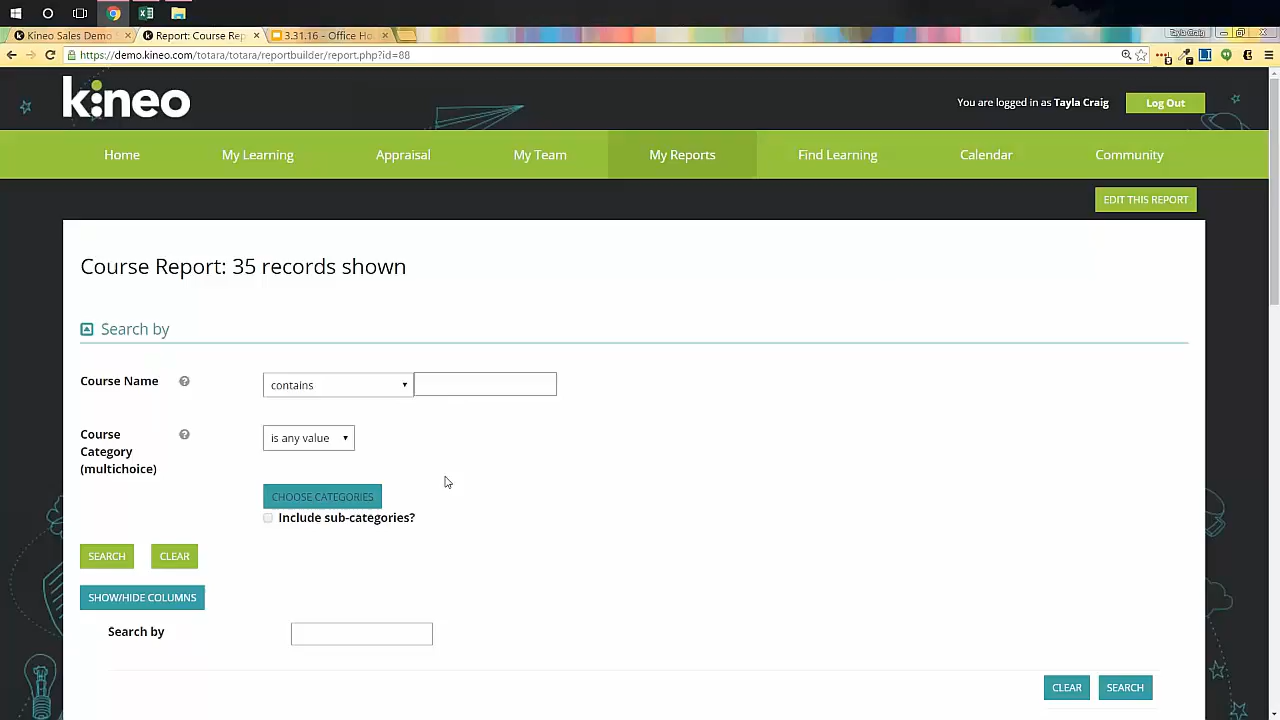 Kineo Sales Demo
Report: Course Rep
3.31.16 - Office Ho
Tayla Craig
https://demo.kineo.com/totara/totara/reportbuilder/report.php?id=88
kineo
You are logged in as Tayla Craig
Log Out
Home
My Learning
Appraisal
My Team
My Reports
Find Learning
Calendar
Community
EDIT THIS REPORT
Course Report: 35 records shown
Search by
Course Name
contains
Course
Category
(multichoice)
is any value
CHOOSE CATEGORIES
Include sub-categories?
SEARCH
CLEAR
SHOW/HIDE COLUMNS
Search by
CLEAR
SEARCH